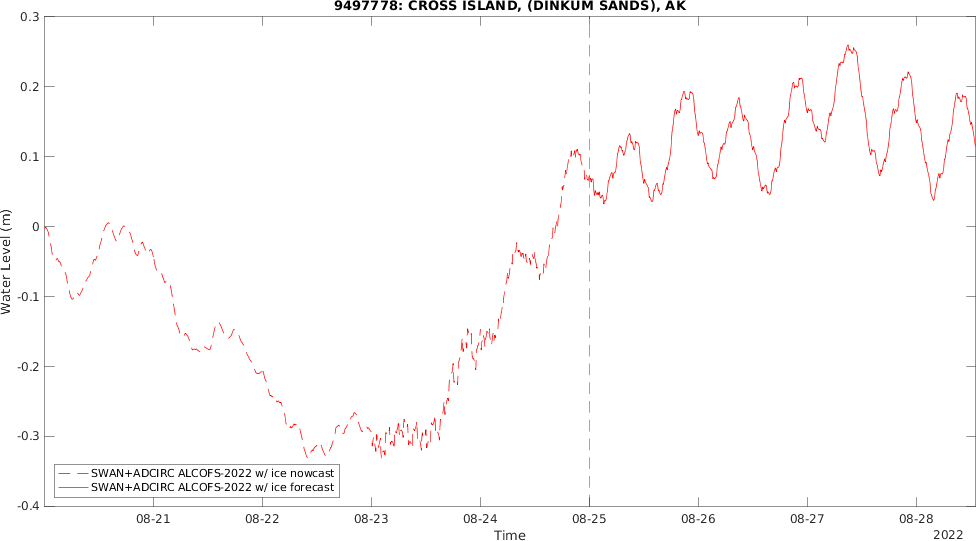 9497778: CROSS ISLAND, (DINKUM SANDS), AK
0.3
0.2
0.1
0
-0.1
-0.2
-0.3
-0.4
Water Level (m)
SWAN+ADCIRC ALCOFS-2022 w/ ice nowcast
SWAN+ADCIRC ALCOFS-2022 w/ ice forecast
08-21 08-22 08-23 08-24 08-25 08-26 08-27 08-28
Time
2022